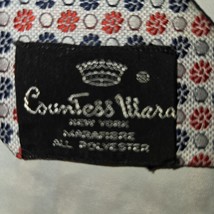 Countess Mara
NEW YORK
MARAFIBRE
ALL POLYESTER